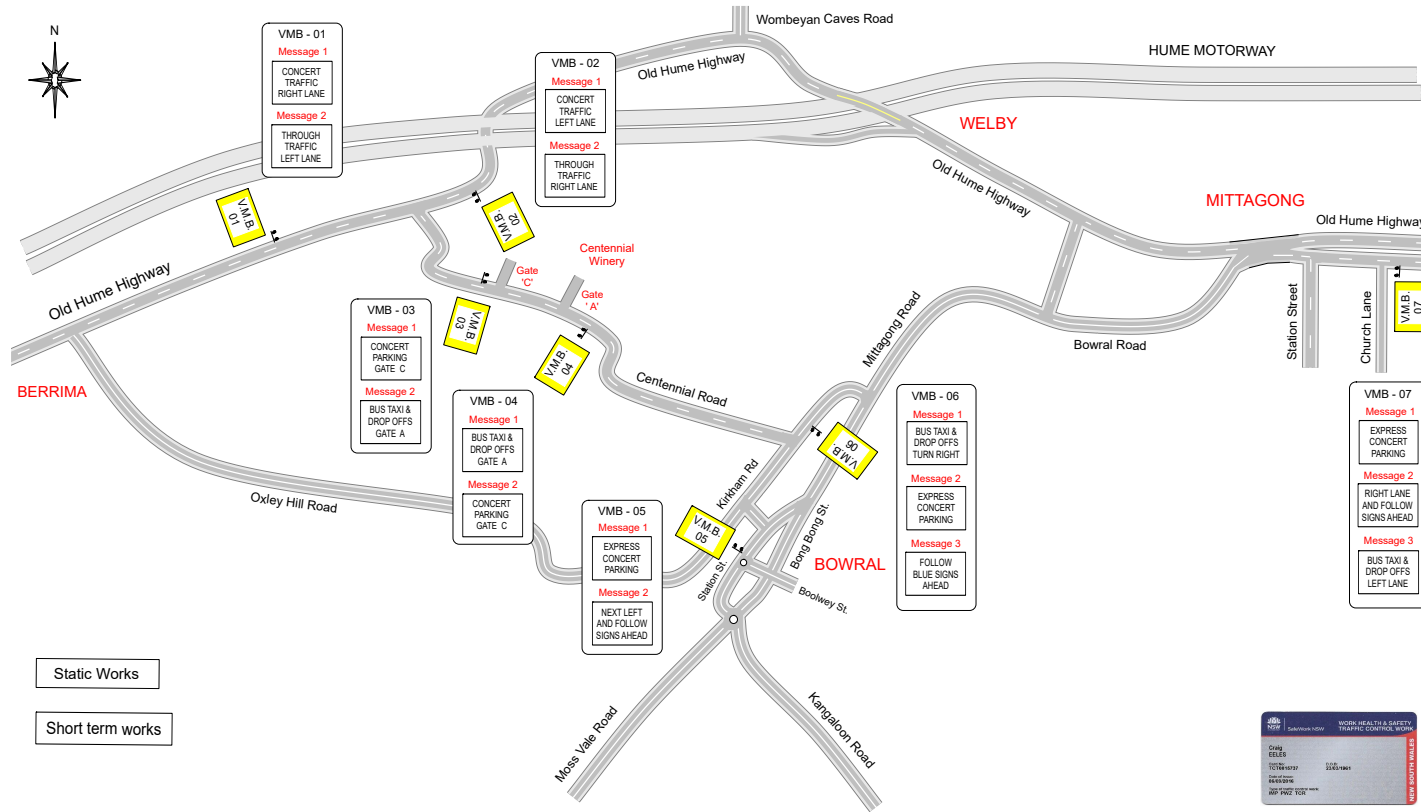 N
VMB - 01
Message 1
CONCERT
TRAFFIC
RIGHT LANE
Message 2
THROUGH
TRAFFIC
LEFT LANE
VMB - 02
Message 1
CONCERT
TRAFFIC
LEFT LANE
Message 2
THROUGH
TRAFFIC
RIGHT LANE
Wombeyan Caves Road
Old Hume Highway
HUME MOTORWAY
WELBY
Old Hume Highway
MITTAGONG
Old Hume Highway
V.M.B.
01
V.M.B.
02
Centennial
Winery
Gate
'C'
Gate
' A'
Old Hume Highway
V.M.B.
03
V.M.B.
04
V.M.B.
07
Station Street
Church Lane
Mittagong Road
Bowral Road
BERRIMA
VMB - 03
Message 1
CONCERT
PARKING
GATE C
Message 2
BUS TAXI &
DROP OFFS
GATE A
Centennial Road
VMB - 04
Message 1
BUS TAXI &
DROP OFFS
GATE A
Message 2
CONCERT
PARKING
GATE C
VMB - 06
Message 1
BUS TAXI &
DROP OFFS
TURN RIGHT
Message 2
EXPRESS
CONCERT
PARKING
Message 3
FOLLOW
BLUE SIGNS
AHEAD
VMB - 07
Message 1
EXPRESS
CONCERT
PARKING
Message 2
RIGHT LANE
AND FOLLOW
SIGNS AHEAD
Message 3
BUS TAXI &
DROP OFFS
LEFT LANE
V.M.B.
06
Kirkham Rd
Oxley Hill Road
VMB - 05
Message 1
EXPRESS
CONCERT
PARKING
Message 2
NEXT LEFT
AND FOLLOW
SIGNS AHEAD
V.M.B.
05
Bong Bong St.
BOWRAL
Station St.
Boolwey St.
Static Works
Short term works
Moss Vale Road
Kangaloon Road
NSW
SafeWork NSW
WORK HEALTH & SAFETY
TRAFFIC CONTROL WORK
Craig
EELES
NEW SOUTH WALES